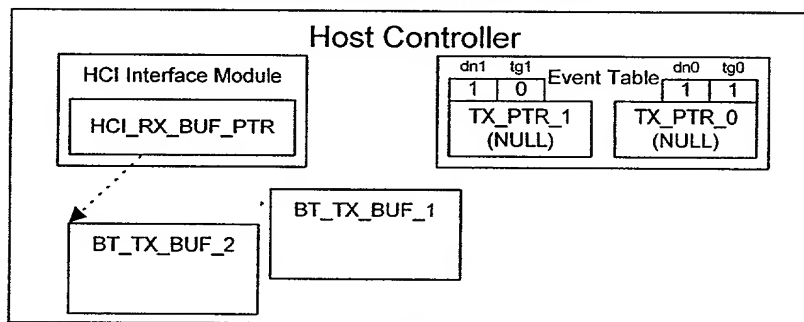 Host Controller
HCI Interface Module
HCI_RX_BUF_PTR
dn1 tg1
Event Table
dn0 tg0
1 0
1 1
TX_PTR_1
(NULL)
TX_PTR_0
(NULL)
BT_TX_BUF_1
BT_TX_BUF_2